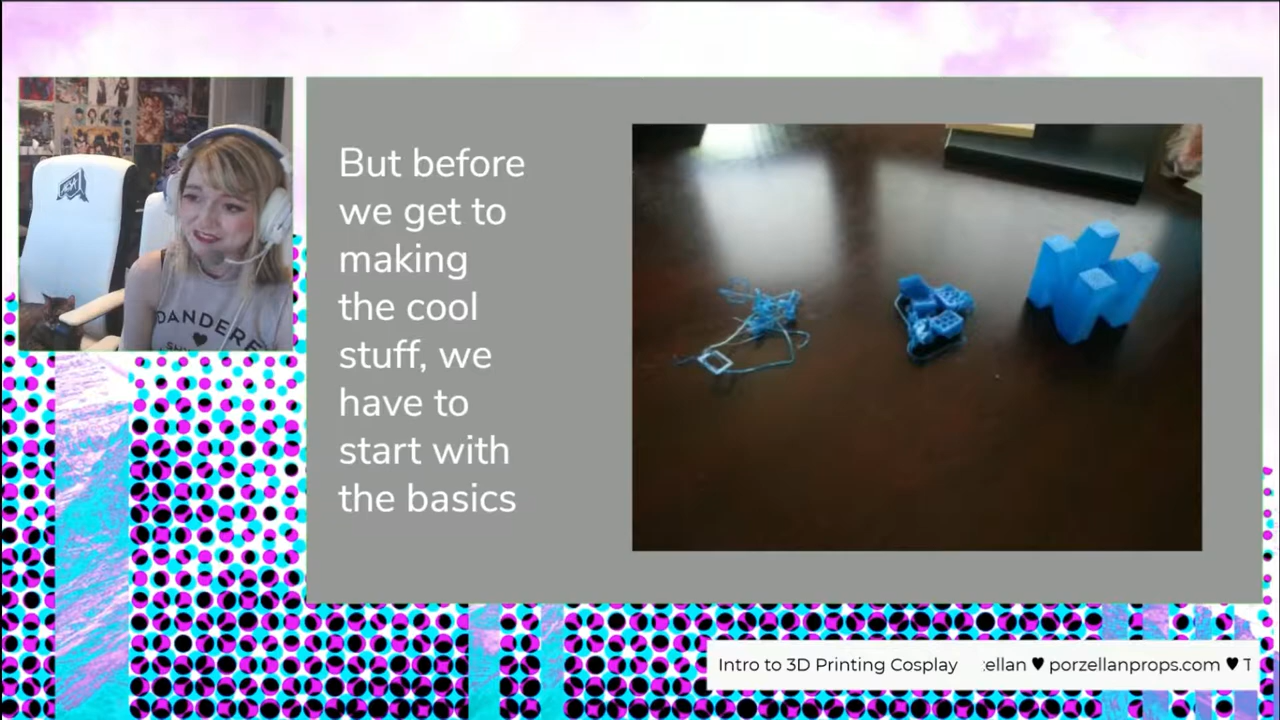 But before
we get to
making
the cool
stuff, we
have to
start with
the basics
DANDERE
Intro to 3D Printing Cosplay
zellan ♥ porzellanprops.com ♥ T